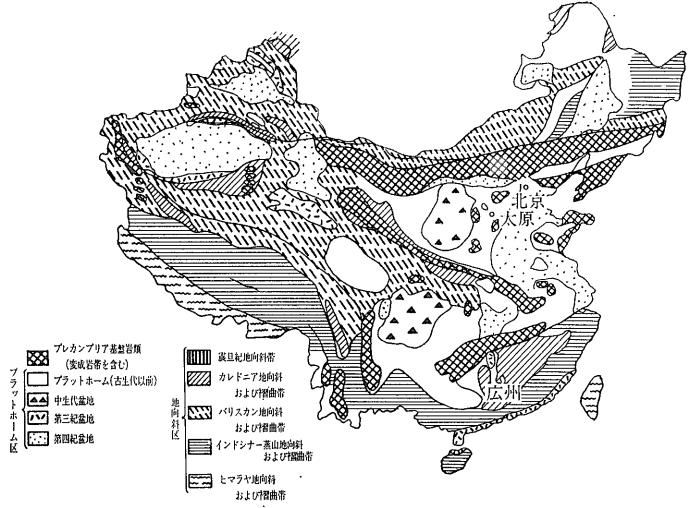 北京
太原
広州
プラットホーム区
プレカンブリア基盤岩類
(変成岩帯を含む)
プラットホーム(古生代以前)
中生代盆地
第三紀盆地
第四紀盆地
地向斜区
震旦紀地向斜帯
カレドニア地向斜
および褶曲帯
バリスカン地向斜
および褶曲帯
インドシナー燕山地向斜
および褶曲帯
ヒマラヤ地向斜
および褶曲帯